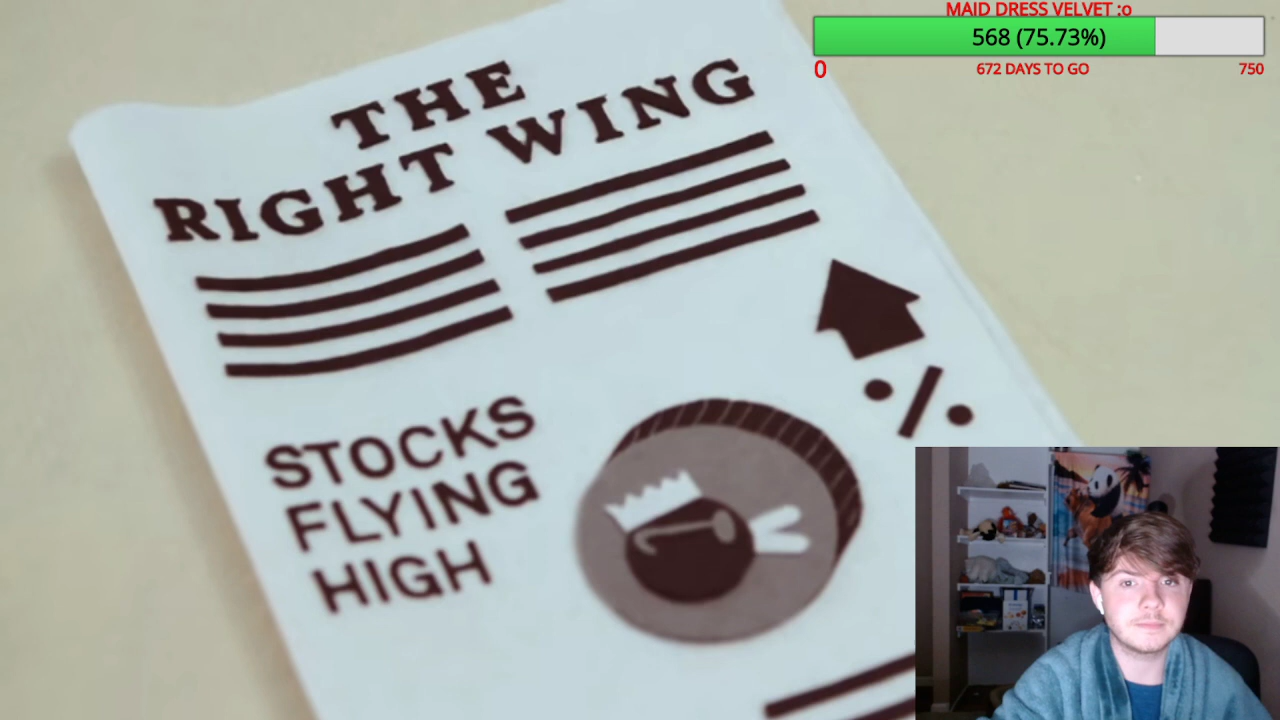 MAID DRESS VELVET :o
568 (75.73%)
0
672 DAYS TO GO
750
THE
RIGHT WING
%
STOCKS
FLYING
HIGH